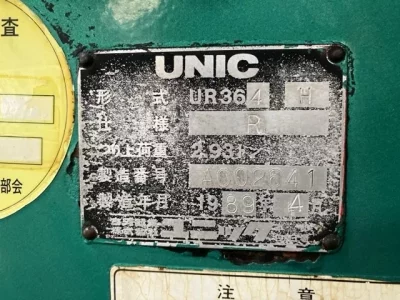 査
部会
UNIC
形式 UR364
仕様 R
つり上荷重 2.93t
製造番号 A002841
製造年月 1989 4
ユニック
注意